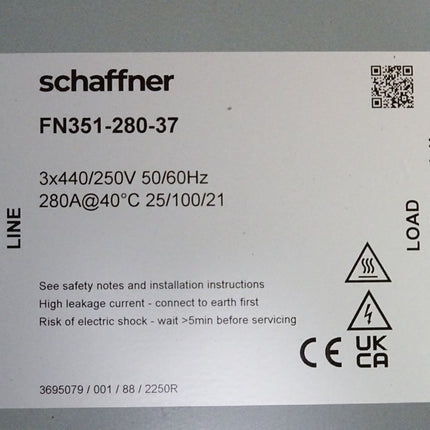 schaffner
FN351-280-37
3x440/250V 50/60Hz
280A@40°C 25/100/21
LINE
LOAD
See safety notes and installation instructions
High leakage current - connect to earth first
Risk of electric shock - wait >5min before servicing
CE UK
CA
3695079 / 001 / 88 / 2250R